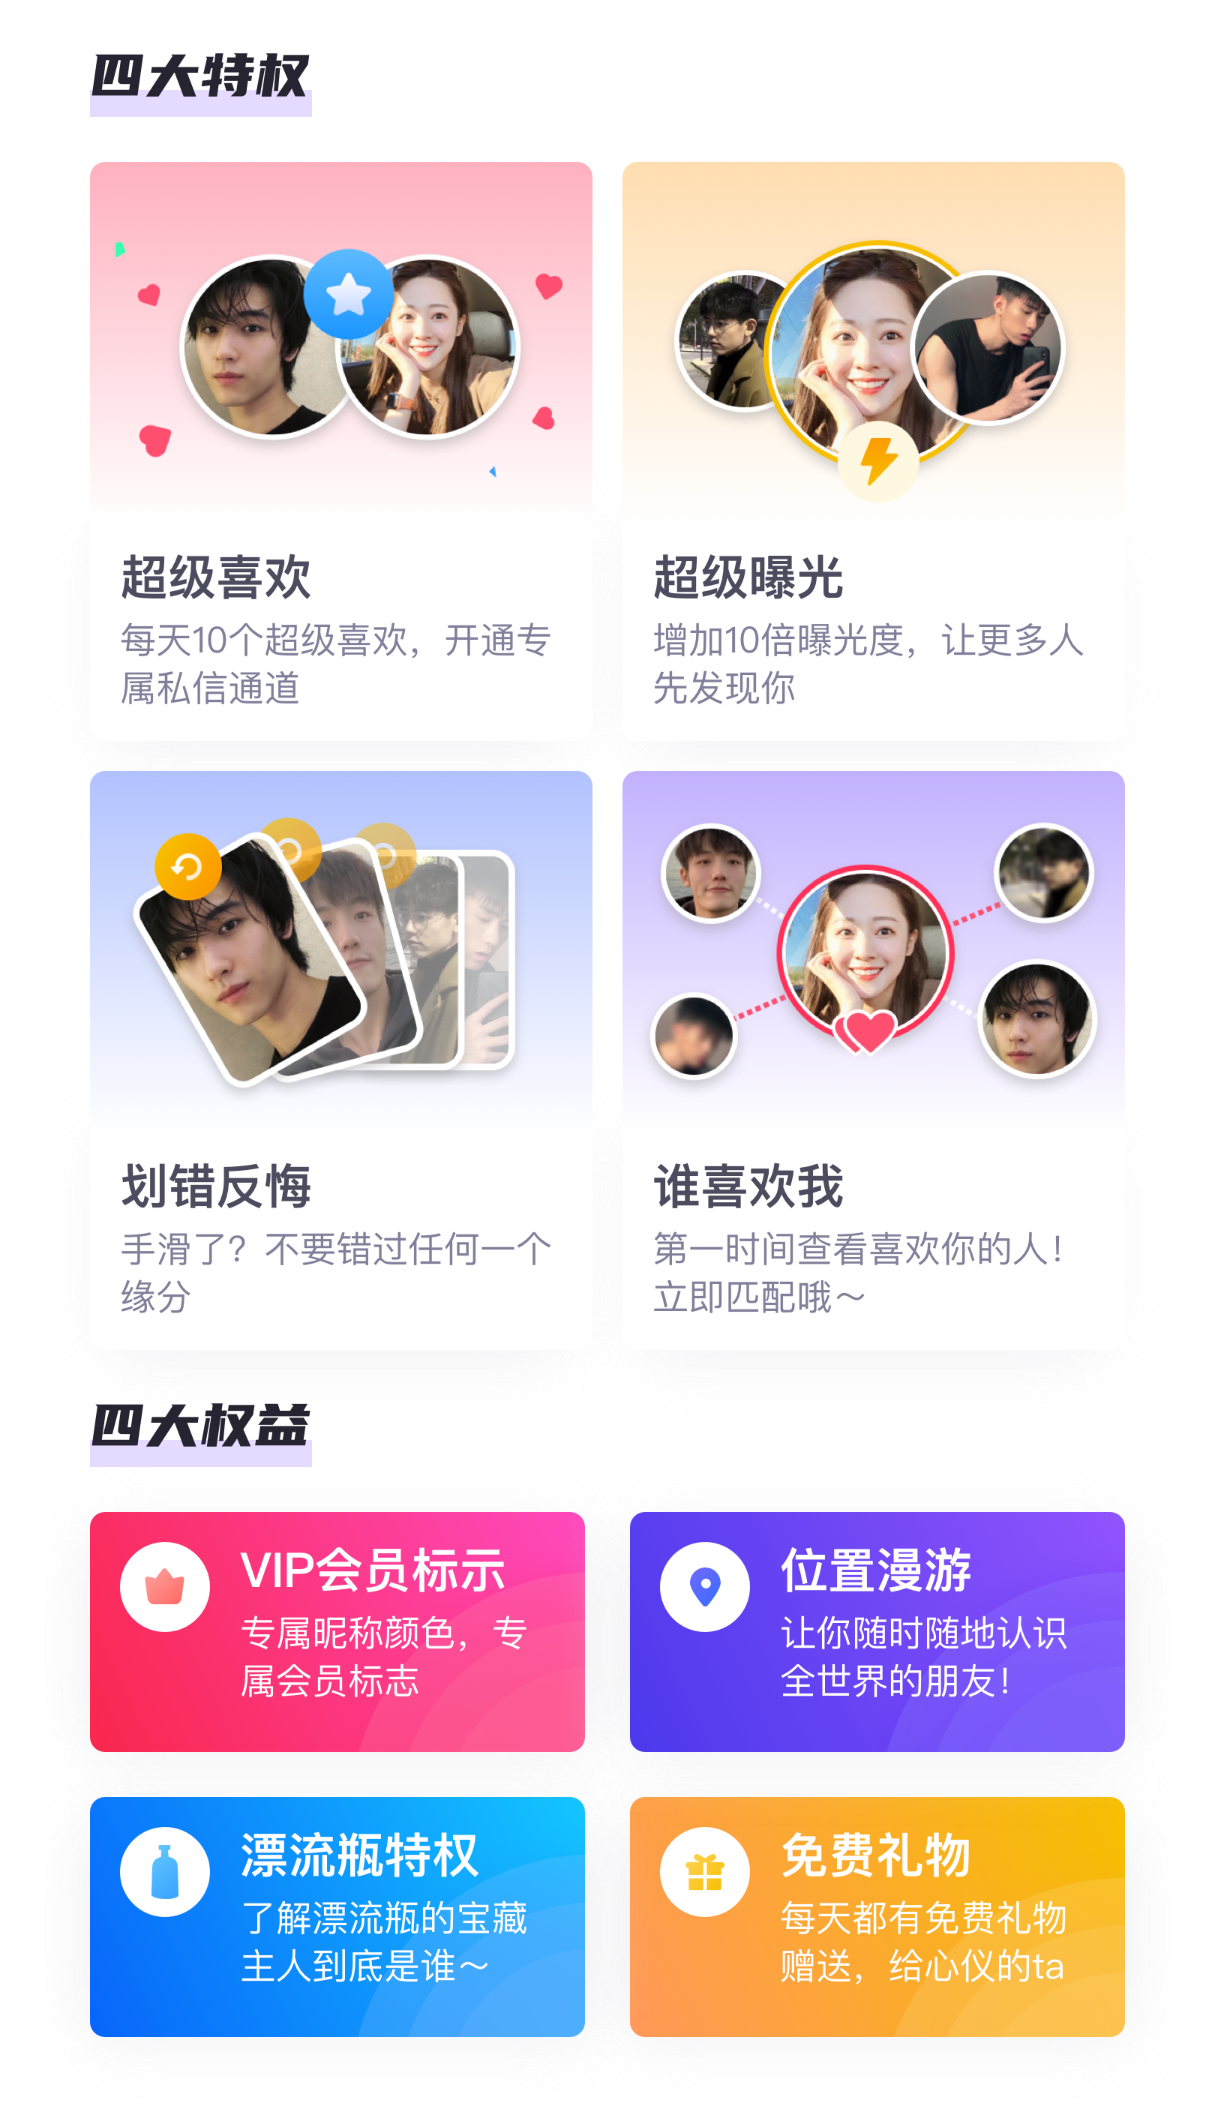 四大特权
超级喜欢
每天10个超级喜欢，开通专
属私信通道
超级曝光
增加10倍曝光度，让更多人
先发现你
划错反悔
手滑了？不要错过任何一个
缘分
谁喜欢我
第一时间查看喜欢你的人！
立即匹配哦～
四大权益
VIP会员标示
专属昵称颜色，专
属会员标志
位置漫游
让你随时随地认识
全世界的朋友！
漂流瓶特权
了解漂流瓶的宝藏
主人到底是谁～
免费礼物
每天都有免费礼物
赠送，给心仪的ta